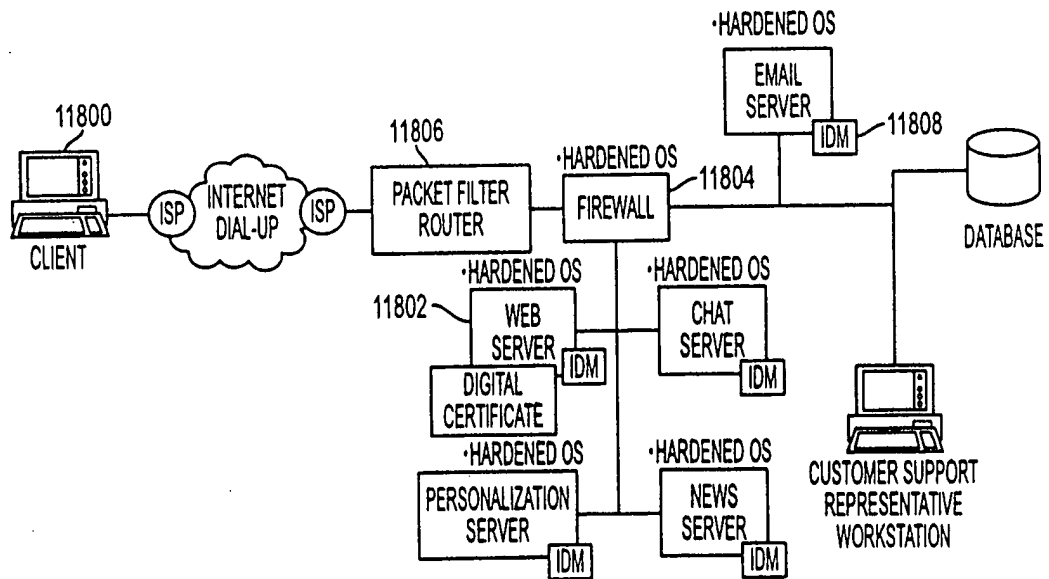 ·HARDENED OS
EMAIL
SERVER
IDM
11808
11800
11806
·HARDENED OS
11804
ISP
INTERNET
DIAL-UP
ISP
PACKET FILTER
ROUTER
FIREWALL
CLIENT
DATABASE
·HARDENED OS
·HARDENED OS
11802
WEB
SERVER
IDM
CHAT
SERVER
IDM
DIGITAL
CERTIFICATE
·HARDENED OS
·HARDENED OS
PERSONALIZATION
SERVER
IDM
NEWS
SERVER
IDM
CUSTOMER SUPPORT
REPRESENTATIVE
WORKSTATION